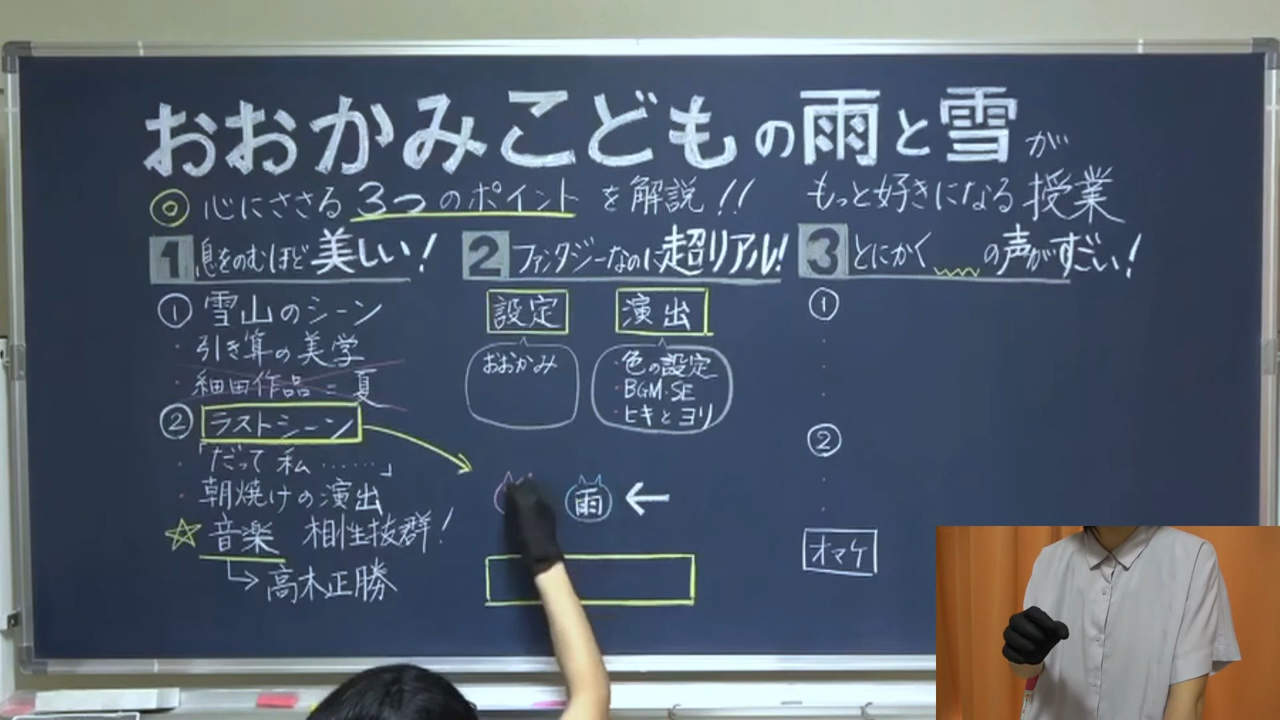 おおかみこどもの雨と雪が
◎ 心にささる3つのポイントを解説!!
もっと好きになる授業
1 息をのむほど美しい!
① 雪山のシーン
・引き算の美学
・細田作品=夏
② ラストシーン
・「だって私……」
・朝焼けの演出
☆音楽 相性抜群!
↳高木正勝
2 ファンタジーなのに超リアル!
設定
おおかみ
演出
・色の設定
・BGM・SE
・ヒキとヨリ
雨 ←
3 とにかく﹏﹏の声がすごい!
①
②
オマケ